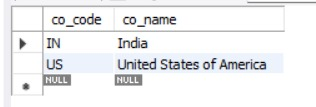 co_code co_name
IN India
US United States of America
NULL NULL